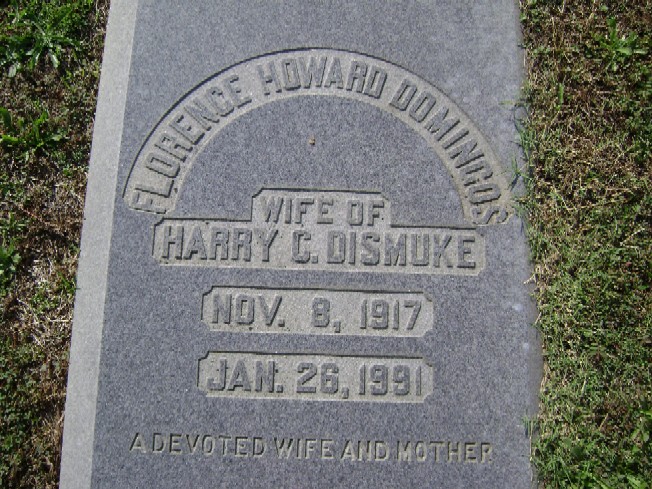 FLORENCE HOWARD DOMINGOS
WIFE OF
HARRY C. DISMUKE
NOV. 8, 1917
JAN. 26, 1991
A DEVOTED WIFE AND MOTHER